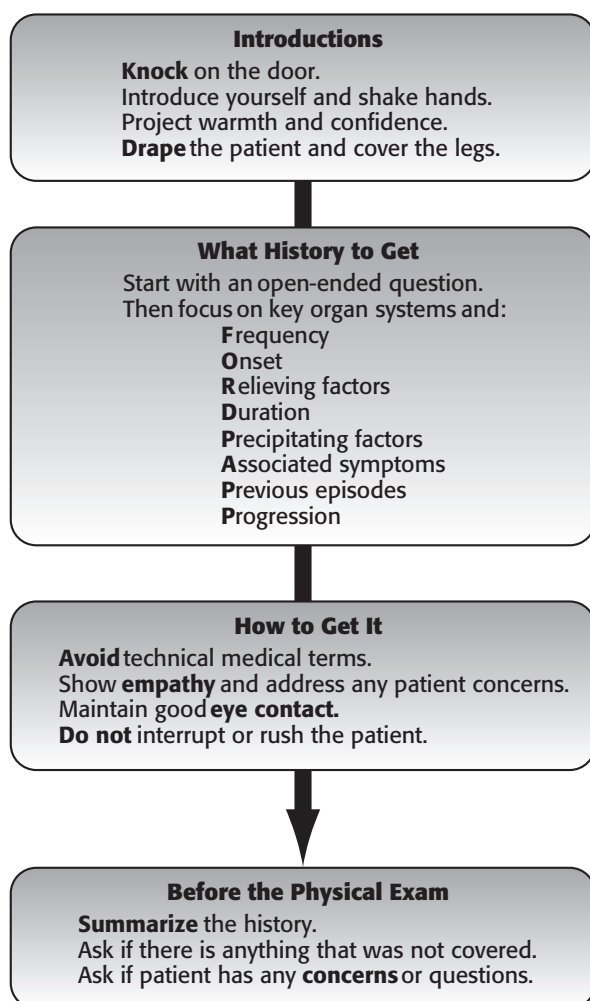 Introductions
Knock on the door.
Introduce yourself and shake hands.
Project warmth and confidence.
Drape the patient and cover the legs.
What History to Get
Start with an open-ended question.
Then focus on key organ systems and:
Frequency
Onset
Relieving factors
Duration
Precipitating factors
Associated symptoms
Previous episodes
Progression
How to Get It
Avoid technical medical terms.
Show empathy and address any patient concerns.
Maintain good eye contact.
Do not interrupt or rush the patient.
Before the Physical Exam
Summarize the history.
Ask if there is anything that was not covered.
Ask if patient has any concerns or questions.